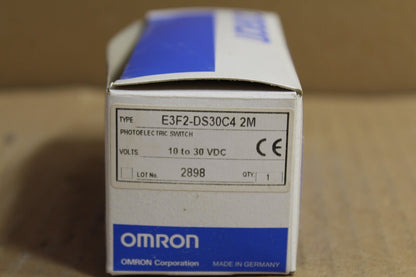 OMRON
TYPE E3F2-DS30C4 2M
PHOTOELECTRIC SWITCH
VOLTS 10 to 30 VDC CE
LOT No. 2898 QTY 1
OMRON
OMRON Corporation MADE IN GERMANY